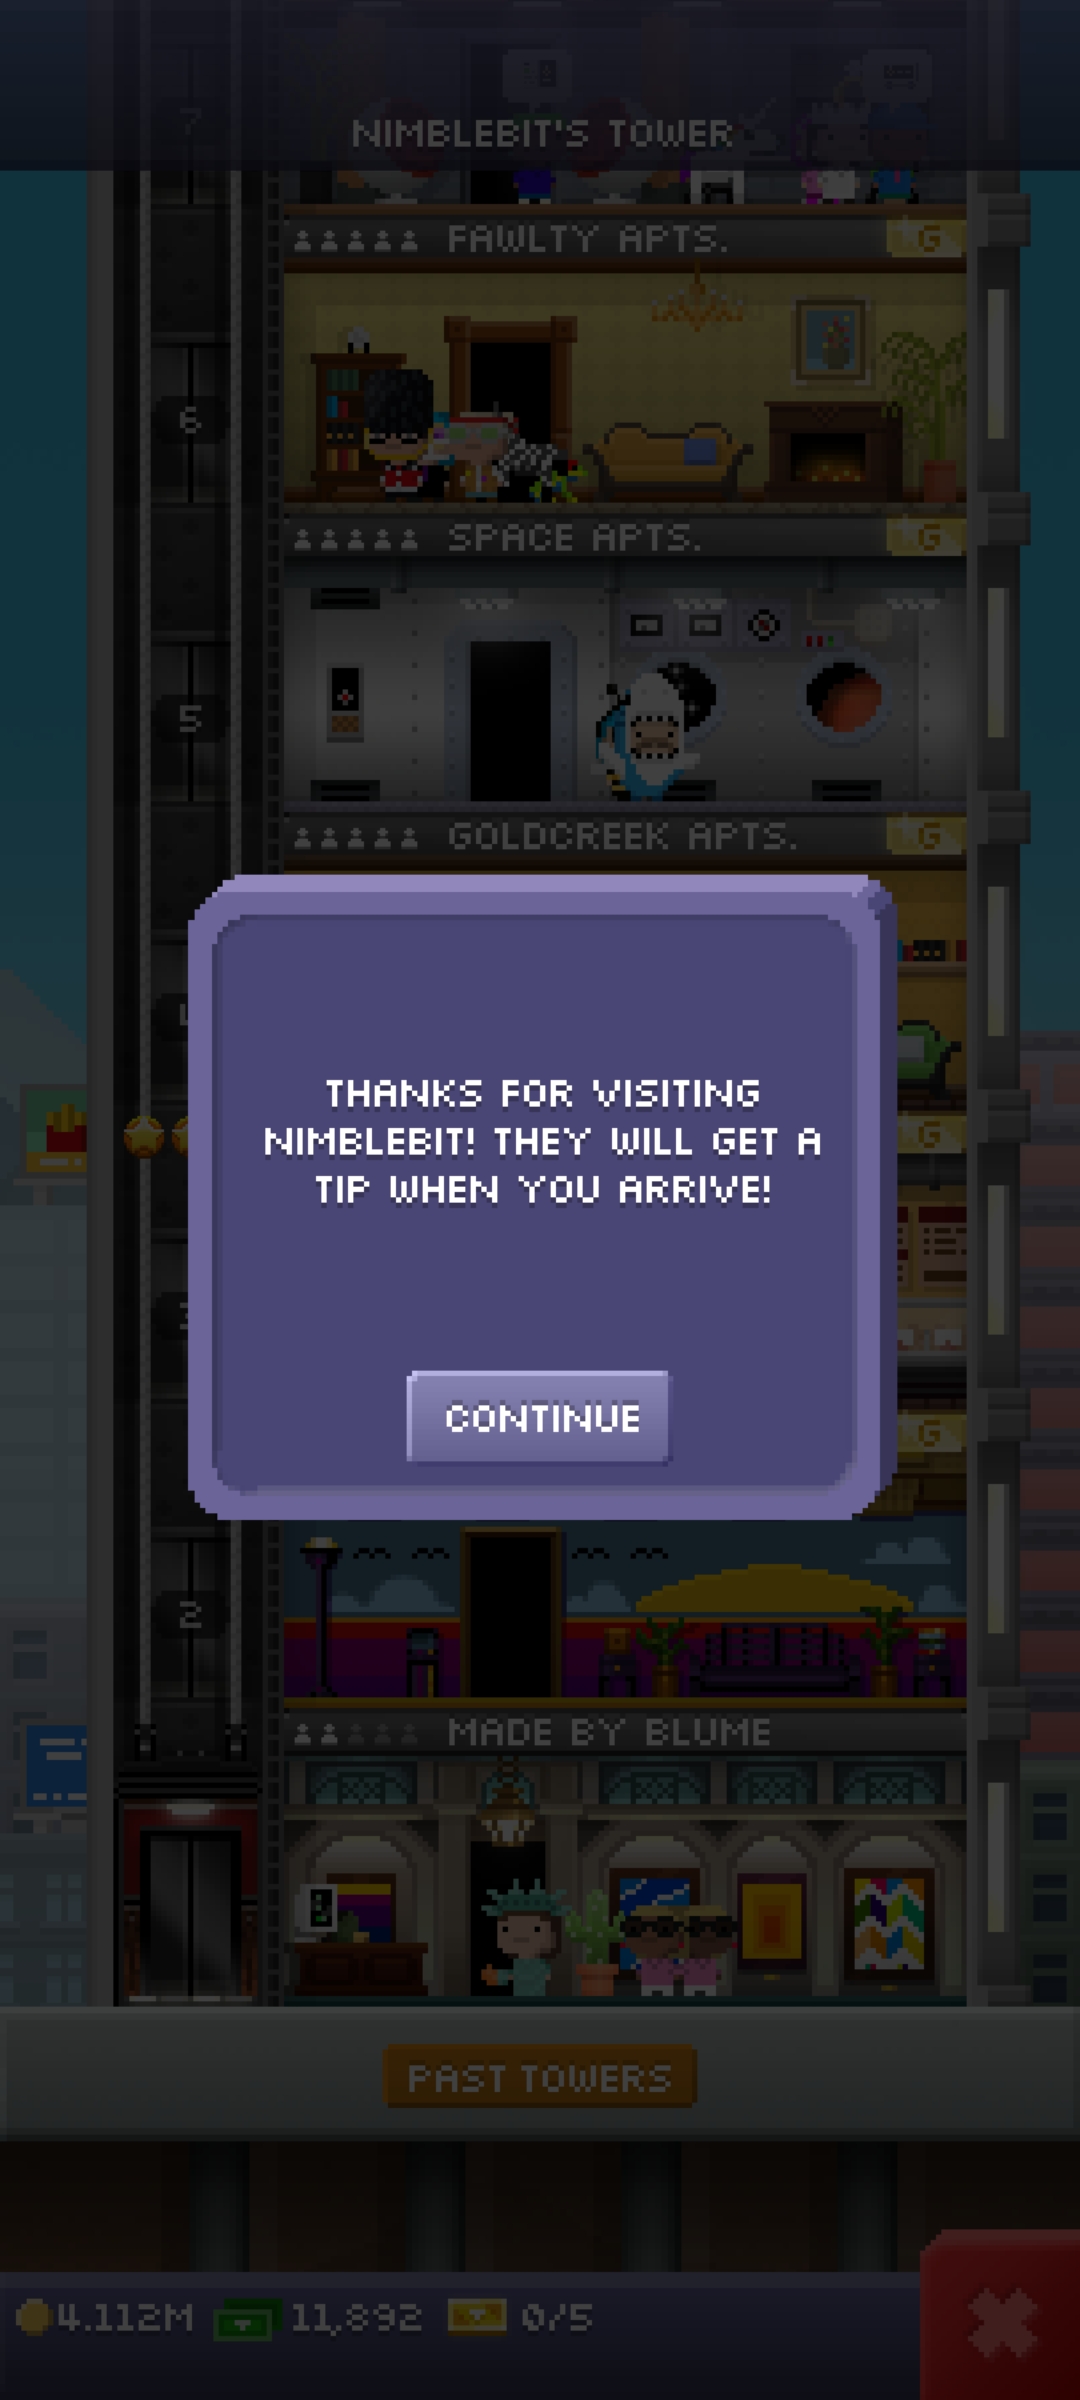 7
NIMBLEBIT'S TOWER
FAWLTY APTS.
G
6
SPACE APTS.
G
5
GOLDCREEK APTS.
G
THANKS FOR VISITING
NIMBLEBIT! THEY WILL GET A
TIP WHEN YOU ARRIVE!
G
CONTINUE
G
2
MADE BY BLUME
PAST TOWERS
4.112M 11,892 0/5